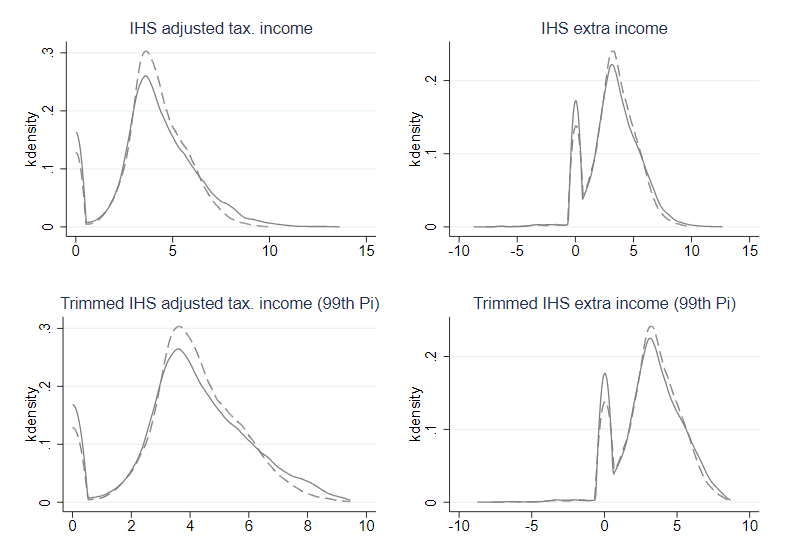 IHS adjusted tax. income
kdensity
.3
.2
.1
0
0 5 10 15
IHS extra income
kdensity
.2
.1
0
-10 -5 0 5 10 15
Trimmed IHS adjusted tax. income (99th Pi)
kdensity
.3
.2
.1
0
0 2 4 6 8 10
Trimmed IHS extra income (99th Pi)
kdensity
.2
.1
0
-10 -5 0 5 10